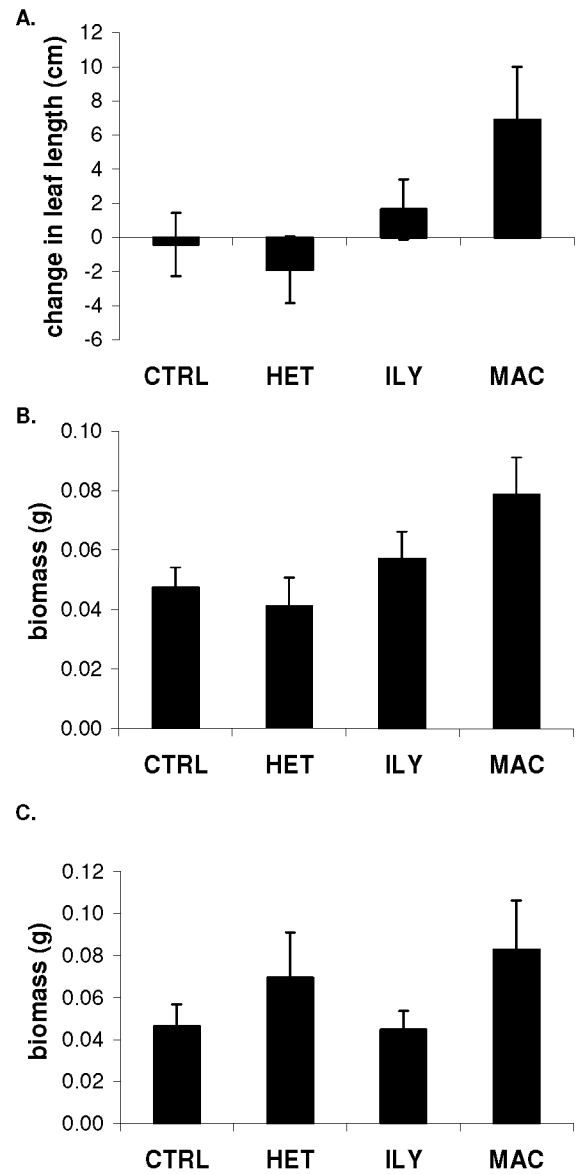 A.
change in leaf length (cm)
12
10
8
6
4
2
0
-2
-4
-6
CTRL HET ILY MAC
B.
biomass (g)
0.10
0.08
0.06
0.04
0.02
0.00
CTRL HET ILY MAC
C.
biomass (g)
0.12
0.10
0.08
0.06
0.04
0.02
0.00
CTRL HET ILY MAC